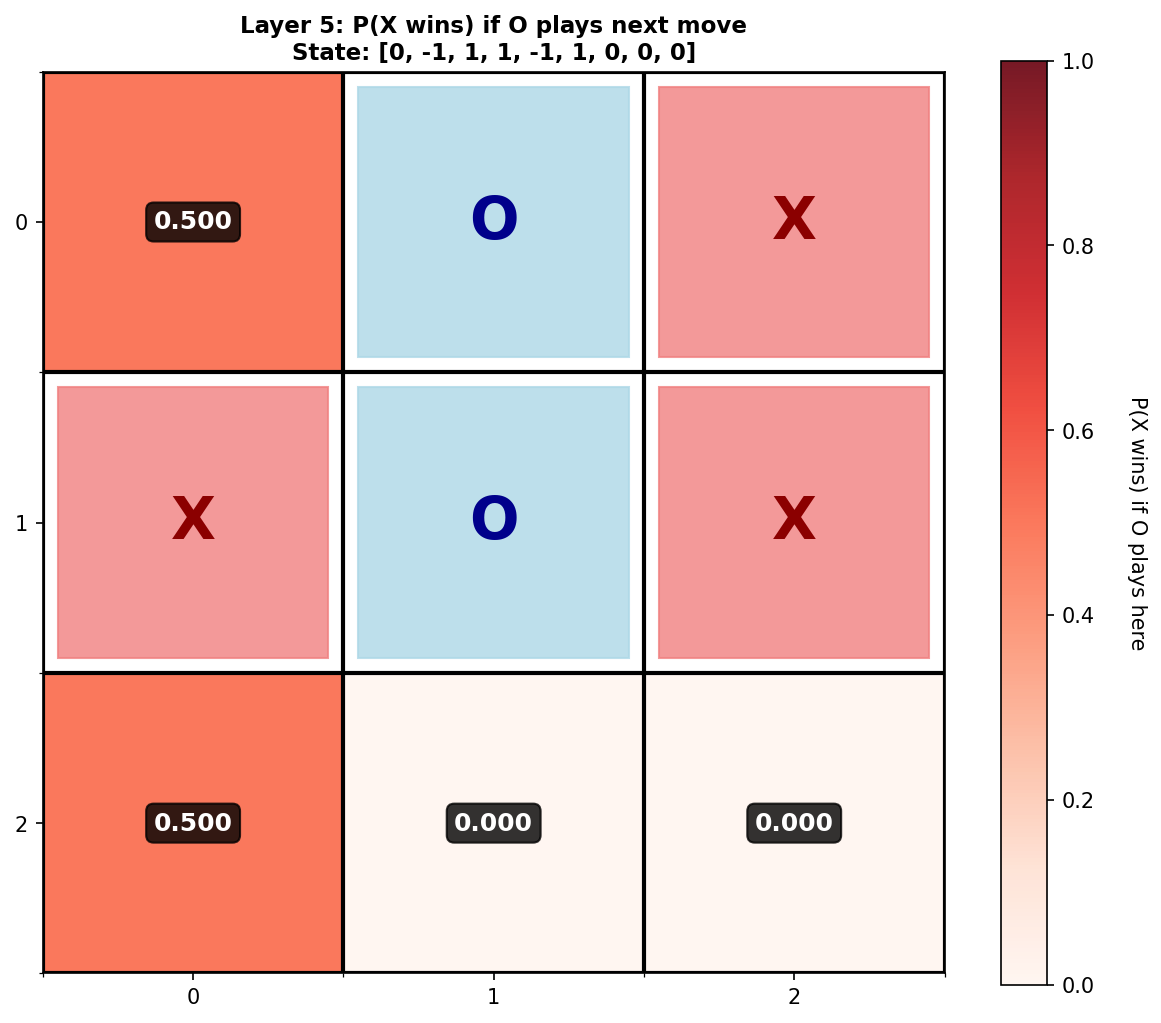 Layer 5: P(X wins) if O plays next move
State: [0, -1, 1, 1, -1, 1, 0, 0, 0]
0
0.500
O
X
1
X
O
X
2
0.500
0.000
0.000
0
1
2
1.0
0.8
0.6
0.4
0.2
0.0
P(X wins) if O plays here